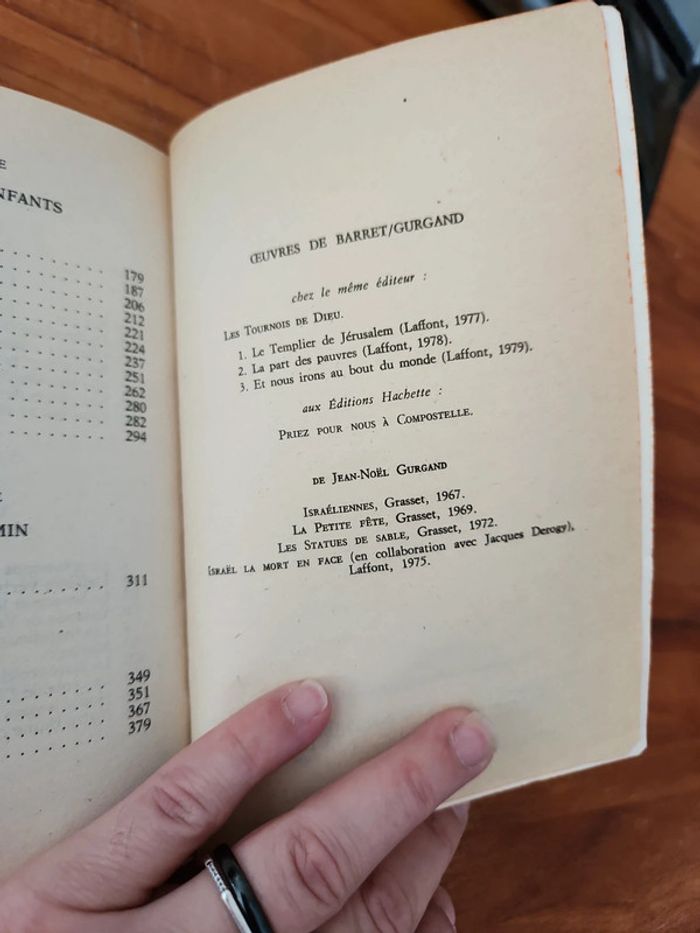 NFANTS
179
187
206
212
221
224
237
251
262
280
282
294
MIN
311
349
351
367
379
ŒUVRES DE BARRET/GURGAND
chez le même éditeur :
LES TOURNOIS DE DIEU.
1. Le Templier de Jérusalem (Laffont, 1977).
2. La part des pauvres (Laffont, 1978).
3. Et nous irons au bout du monde (Laffont, 1979).
aux Éditions Hachette :
PRIEZ POUR NOUS À COMPOSTELLE.
DE JEAN-NOËL GURGAND
ISRAÉLIENNES, Grasset, 1967.
LA PETITE FÊTE, Grasset, 1969.
LES STATUES DE SABLE, Grasset, 1972.
ISRAËL LA MORT EN FACE (en collaboration avec Jacques Derogy),
Laffont, 1975.